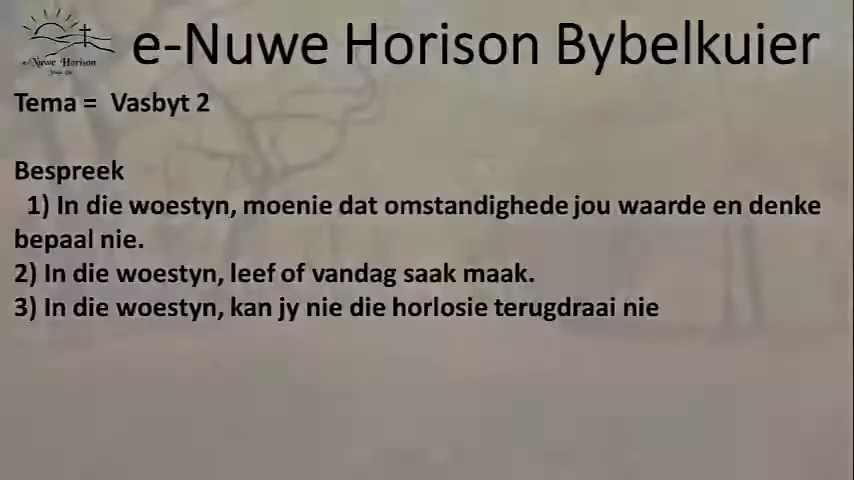 e-Nuwe Horison Bybelkuier
e-Nuwe Horison
Tema =  Vasbyt 2
Bespreek
1) In die woestyn, moenie dat omstandighede jou waarde en denke
bepaal nie.
2) In die woestyn, leef of vandag saak maak.
3) In die woestyn, kan jy nie die horlosie terugdraai nie